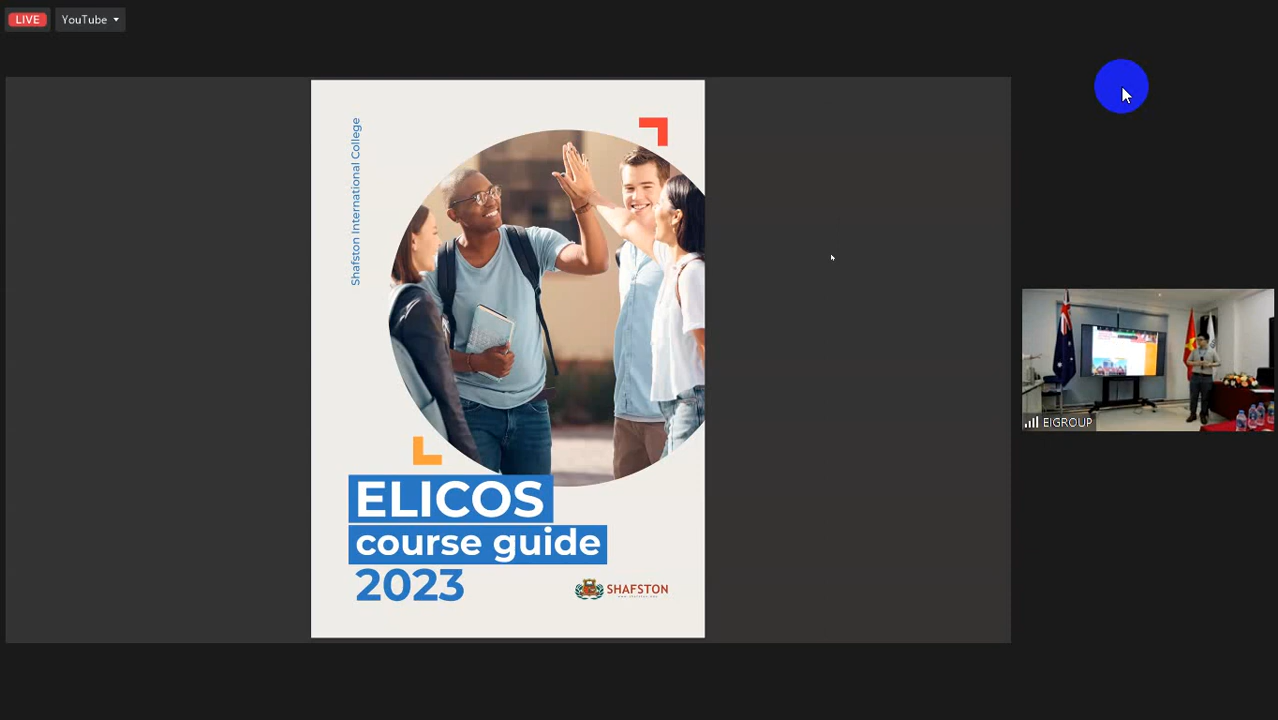 LIVE
YouTube
Shafston International College
ELICOS
course guide
2023
SHAFSTON
EIGROUP